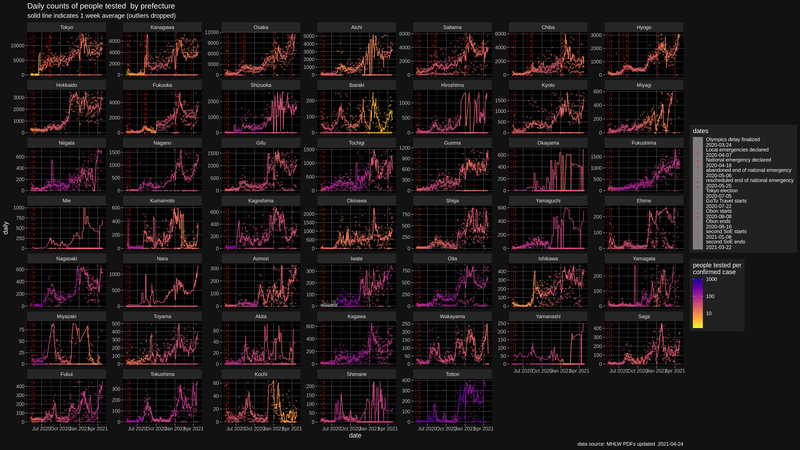 Daily counts of people tested by prefecture
solid line indicates 1 week average (outliers dropped)
Tokyo Kanagawa Osaka Aichi Saitama Chiba Hyogo
Hokkaido Fukuoka Shizuoka Ibaraki Hiroshima Kyoto Miyagi
Niigata Nagano Gifu Tochigi Gunma Okayama Fukushima
Mie Kumamoto Kagoshima Okinawa Shiga Yamaguchi Ehime
Nagasaki Nara Aomori Iwate Oita Ishikawa Yamagata
Miyazaki Toyama Akita Kagawa Wakayama Yamanashi Saga
Fukui Tokushima Kochi Shimane Tottori
daily
Jul 2020 Oct 2020 Jan 2021 Apr 2021
date
dates
Olympics delay finalized
2020-03-24
Local emergencies declared
2020-04-07
National emergency declared
2020-04-16
abandoned end of national emergency
2020-05-06
rescheduled end of national emergency
2020-05-25
Tokyo election
2020-07-05
GoTo Travel starts
2020-07-22
Obon starts
2020-08-08
Obon ends
2020-08-16
second SoE starts
2021-01-08
second SoE ends
2021-03-22
people tested per
confirmed case
1000
100
10
data source: MHLW PDFs updated 2021-04-24